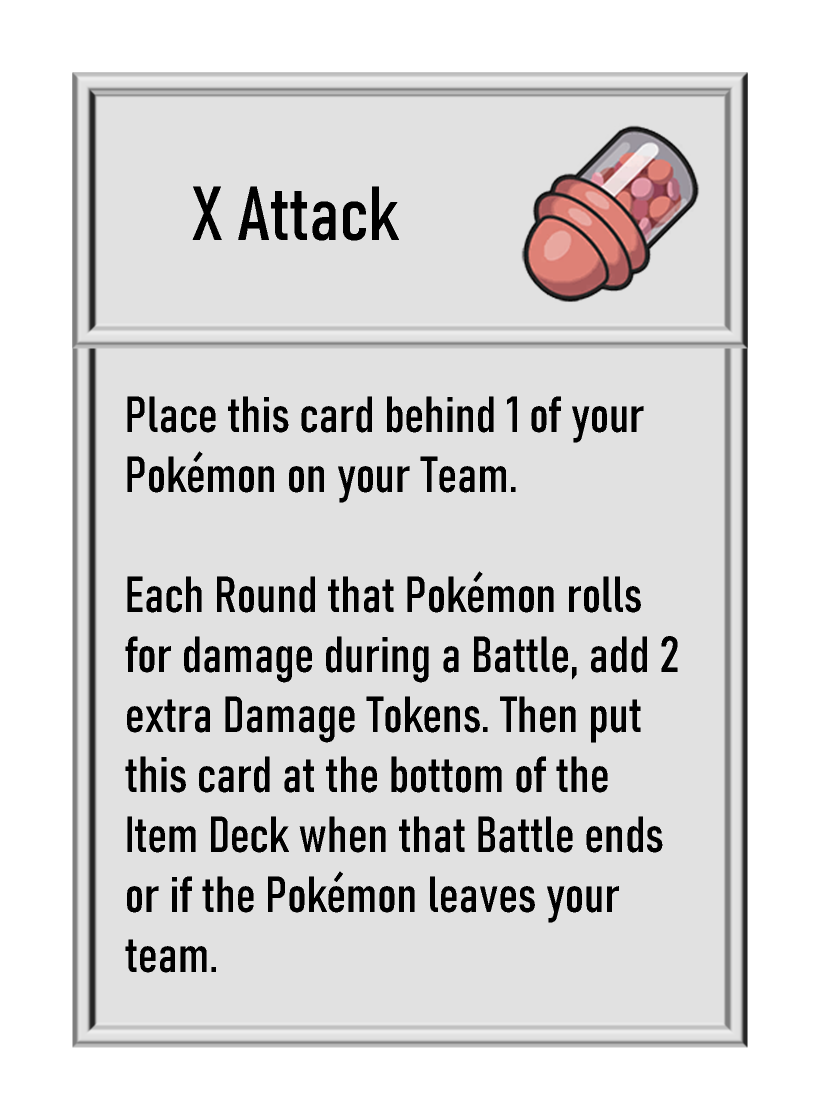 X Attack
Place this card behind 1 of your
Pokémon on your Team.
Each Round that Pokémon rolls
for damage during a Battle, add 2
extra Damage Tokens. Then put
this card at the bottom of the
Item Deck when that Battle ends
or if the Pokémon leaves your
team.